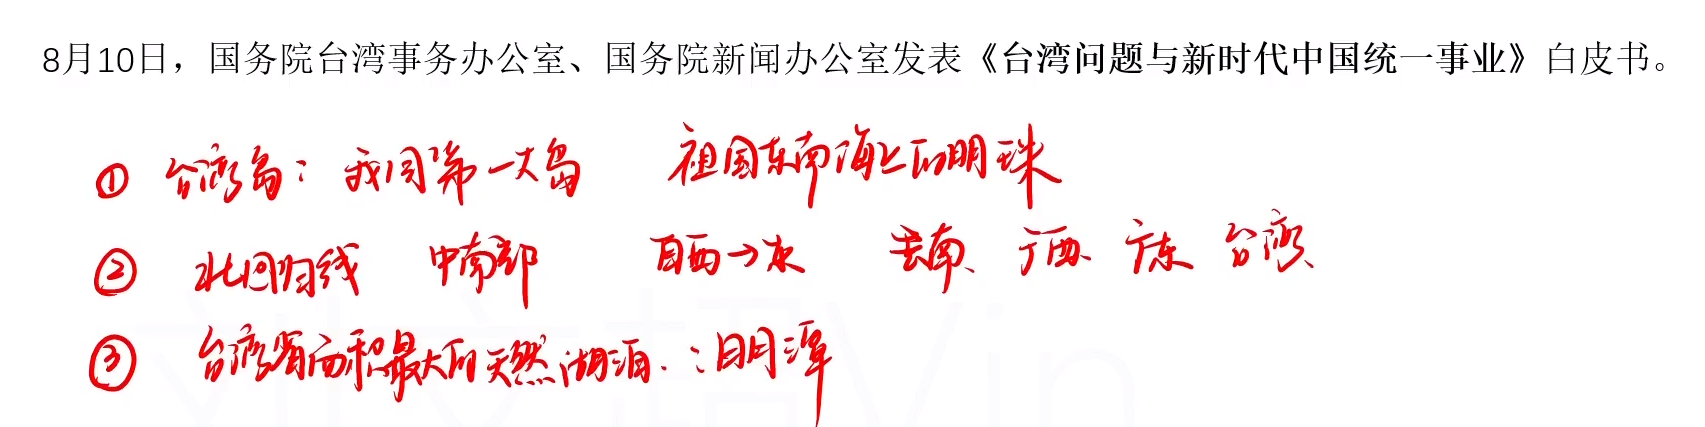 8月10日，国务院台湾事务办公室、国务院新闻办公室发表《台湾问题与新时代中国统一事业》白皮书。
① 台湾岛：我国第一大岛 祖国东南海上的明珠
② 北回归线 中南部 自西→东 云南、广西、广东 台湾
③ 台湾省面积最大的天然湖泊.：日月潭